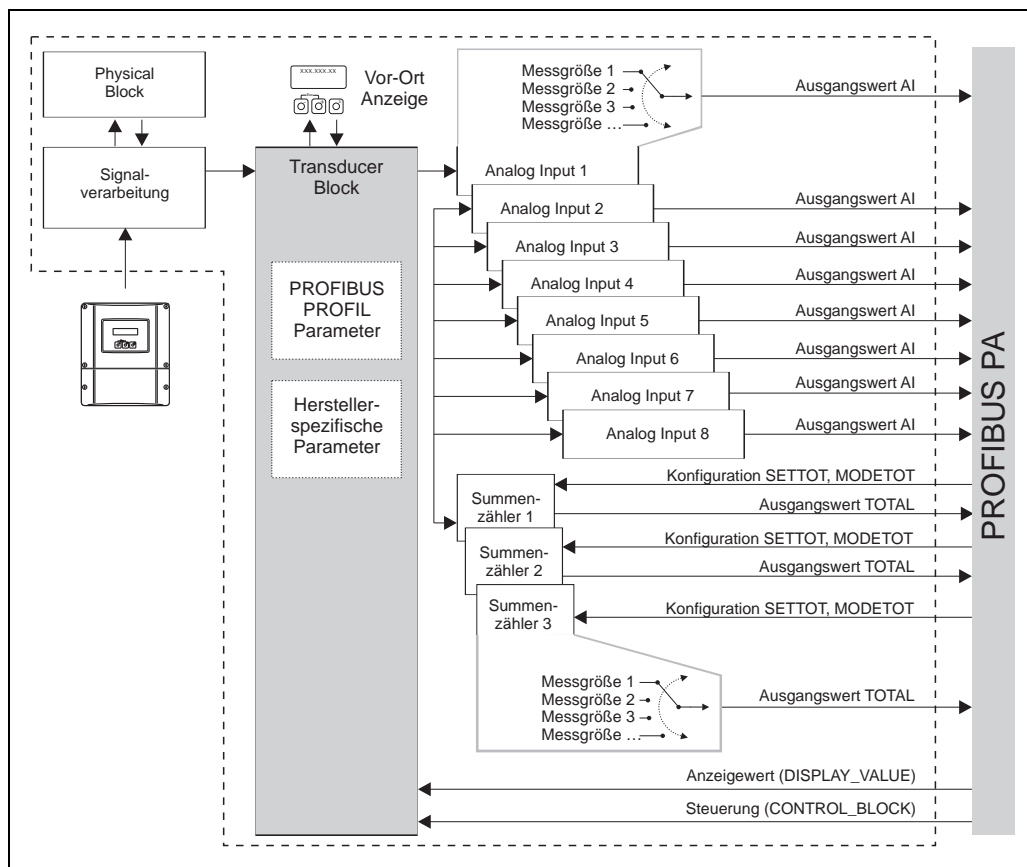 Physical
Block
Signal-
verarbeitung
xxx.xxx.xx
Vor-Ort
Anzeige
Transducer
Block
PROFIBUS
PROFIL
Parameter
Hersteller-
spezifische
Parameter
Messgröße 1
Messgröße 2
Messgröße 3
Messgröße ...
Ausgangswert AI
Analog Input 1
Analog Input 2
Ausgangswert AI
Analog Input 3
Ausgangswert AI
Analog Input 4
Ausgangswert AI
Analog Input 5
Ausgangswert AI
Analog Input 6
Ausgangswert AI
Analog Input 7
Ausgangswert AI
Analog Input 8
Ausgangswert AI
Summen-
zähler 1
Konfiguration SETTOT, MODETOT
Ausgangswert TOTAL
Summen-
zähler 2
Konfiguration SETTOT, MODETOT
Ausgangswert TOTAL
Summen-
zähler 3
Konfiguration SETTOT, MODETOT
Messgröße 1
Messgröße 2
Messgröße 3
Messgröße ...
Ausgangswert TOTAL
Anzeigewert (DISPLAY_VALUE)
Steuerung (CONTROL_BLOCK)
PROFIBUS PA